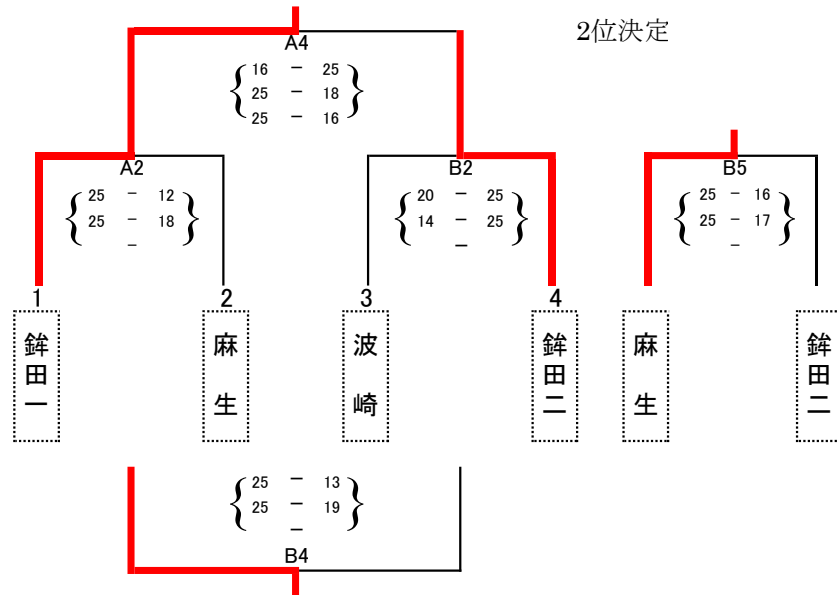 2位決定
A4
16 － 25
25 － 18
25 － 16
A2
25 － 12
25 － 18
－
B2
20 － 25
14 － 25
－
B5
25 － 16
25 － 17
－
1
2
3
4
鉾田一
麻生
波崎
鉾田二
麻生
鉾田二
25 － 13
25 － 19
－
B4